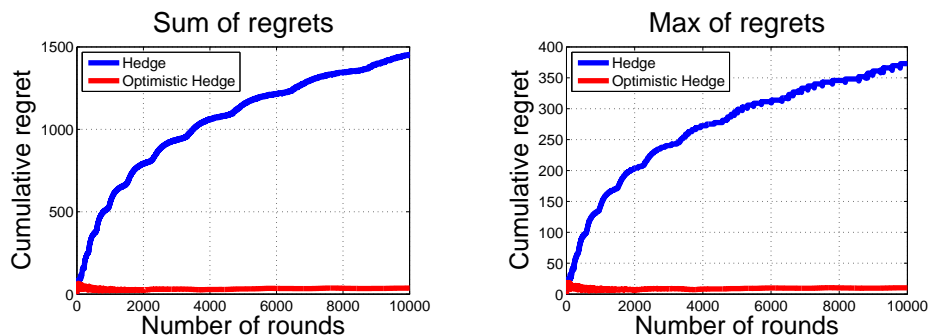 Sum of regrets
Cumulative regret
1500
1000
500
0
Hedge
Optimistic Hedge
0 2000 4000 6000 8000 10000
Number of rounds
Max of regrets
Cumulative regret
400
350
300
250
200
150
100
50
0
Hedge
Optimistic Hedge
0 2000 4000 6000 8000 10000
Number of rounds